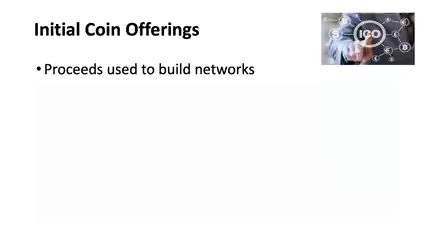 Initial Coin Offerings
ICO
• Proceeds used to build networks